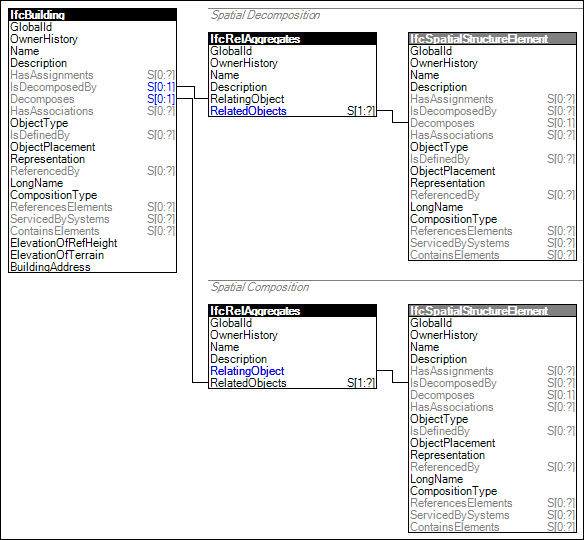 IfcBuilding
GlobalId
OwnerHistory
Name
Description
HasAssignments S[0:?]
IsDecomposedBy S[0:1]
Decomposes S[0:1]
HasAssociations S[0:?]
ObjectType
IsDefinedBy S[0:?]
ObjectPlacement
Representation
ReferencedBy S[0:?]
LongName
CompositionType
ReferencesElements S[0:?]
ServicedBySystems S[0:?]
ContainsElements S[0:?]
ElevationOfRefHeight
ElevationOfTerrain
BuildingAddress
Spatial Decomposition
IfcRelAggregates
GlobalId
OwnerHistory
Name
Description
RelatingObject
RelatedObjects S[1:?]
IfcSpatialStructureElement
GlobalId
OwnerHistory
Name
Description
HasAssignments S[0:?]
IsDecomposedBy S[0:?]
Decomposes S[0:1]
HasAssociations S[0:?]
ObjectType
IsDefinedBy S[0:?]
ObjectPlacement
Representation
ReferencedBy S[0:?]
LongName
CompositionType
ReferencesElements S[0:?]
ServicedBySystems S[0:?]
ContainsElements S[0:?]
Spatial Composition
IfcRelAggregates
GlobalId
OwnerHistory
Name
Description
RelatingObject
RelatedObjects S[1:?]
IfcSpatialStructureElement
GlobalId
OwnerHistory
Name
Description
HasAssignments S[0:?]
IsDecomposedBy S[0:?]
Decomposes S[0:1]
HasAssociations S[0:?]
ObjectType
IsDefinedBy S[0:?]
ObjectPlacement
Representation
ReferencedBy S[0:?]
LongName
CompositionType
ReferencesElements S[0:?]
ServicedBySystems S[0:?]
ContainsElements S[0:?]